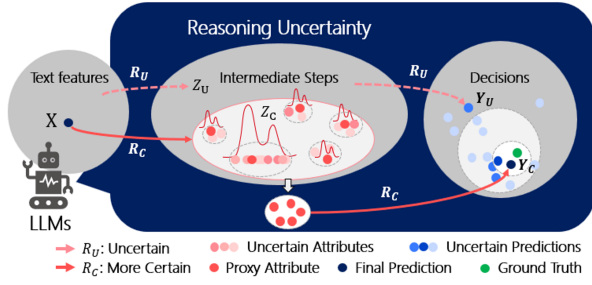 Reasoning Uncertainty
Text features
R_U
Z_U
Intermediate Steps
R_U
Decisions
Y_U
X
R_C
Z_C
Y_C
R_C
LLMs
R_U: Uncertain
Uncertain Attributes
Uncertain Predictions
R_C: More Certain
Proxy Attribute
Final Prediction
Ground Truth